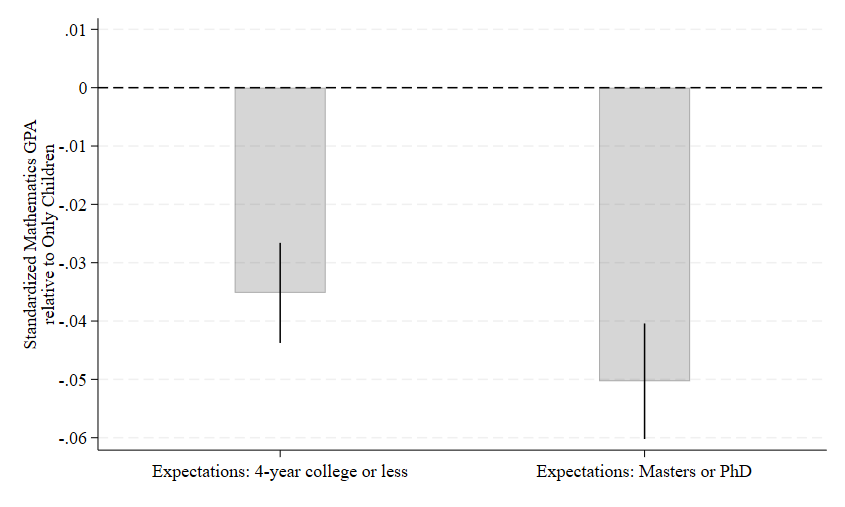 Standardized Mathematics GPA
relative to Only Children
.01
0
-.01
-.02
-.03
-.04
-.05
-.06
Expectations: 4-year college or less
Expectations: Masters or PhD